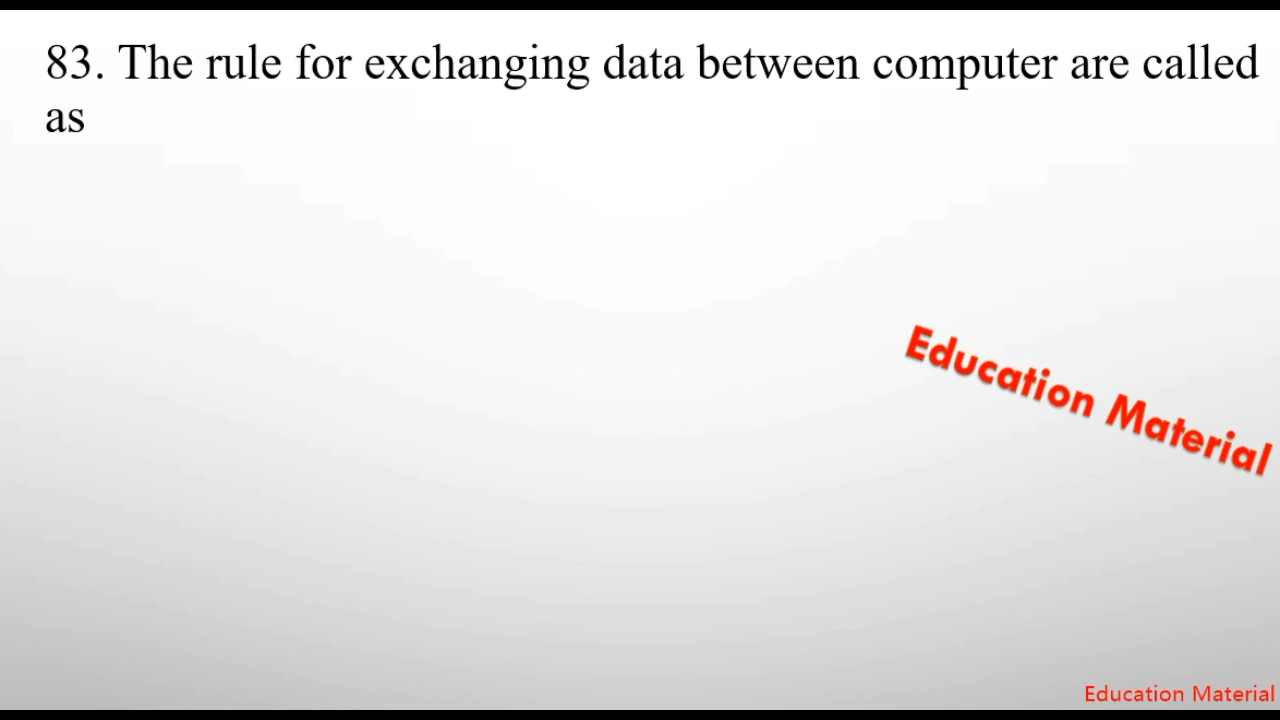 83. The rule for exchanging data between computer are called
as
Education Material
Education Material